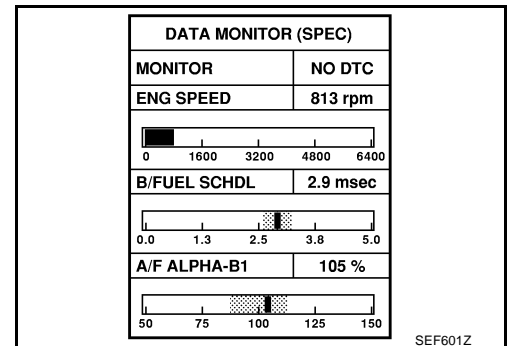 DATA MONITOR (SPEC)
MONITOR NO DTC
ENG SPEED 813 rpm
0 1600 3200 4800 6400
B/FUEL SCHDL 2.9 msec
0.0 1.3 2.5 3.8 5.0
A/F ALPHA-B1 105 %
50 75 100 125 150
SEF601Z